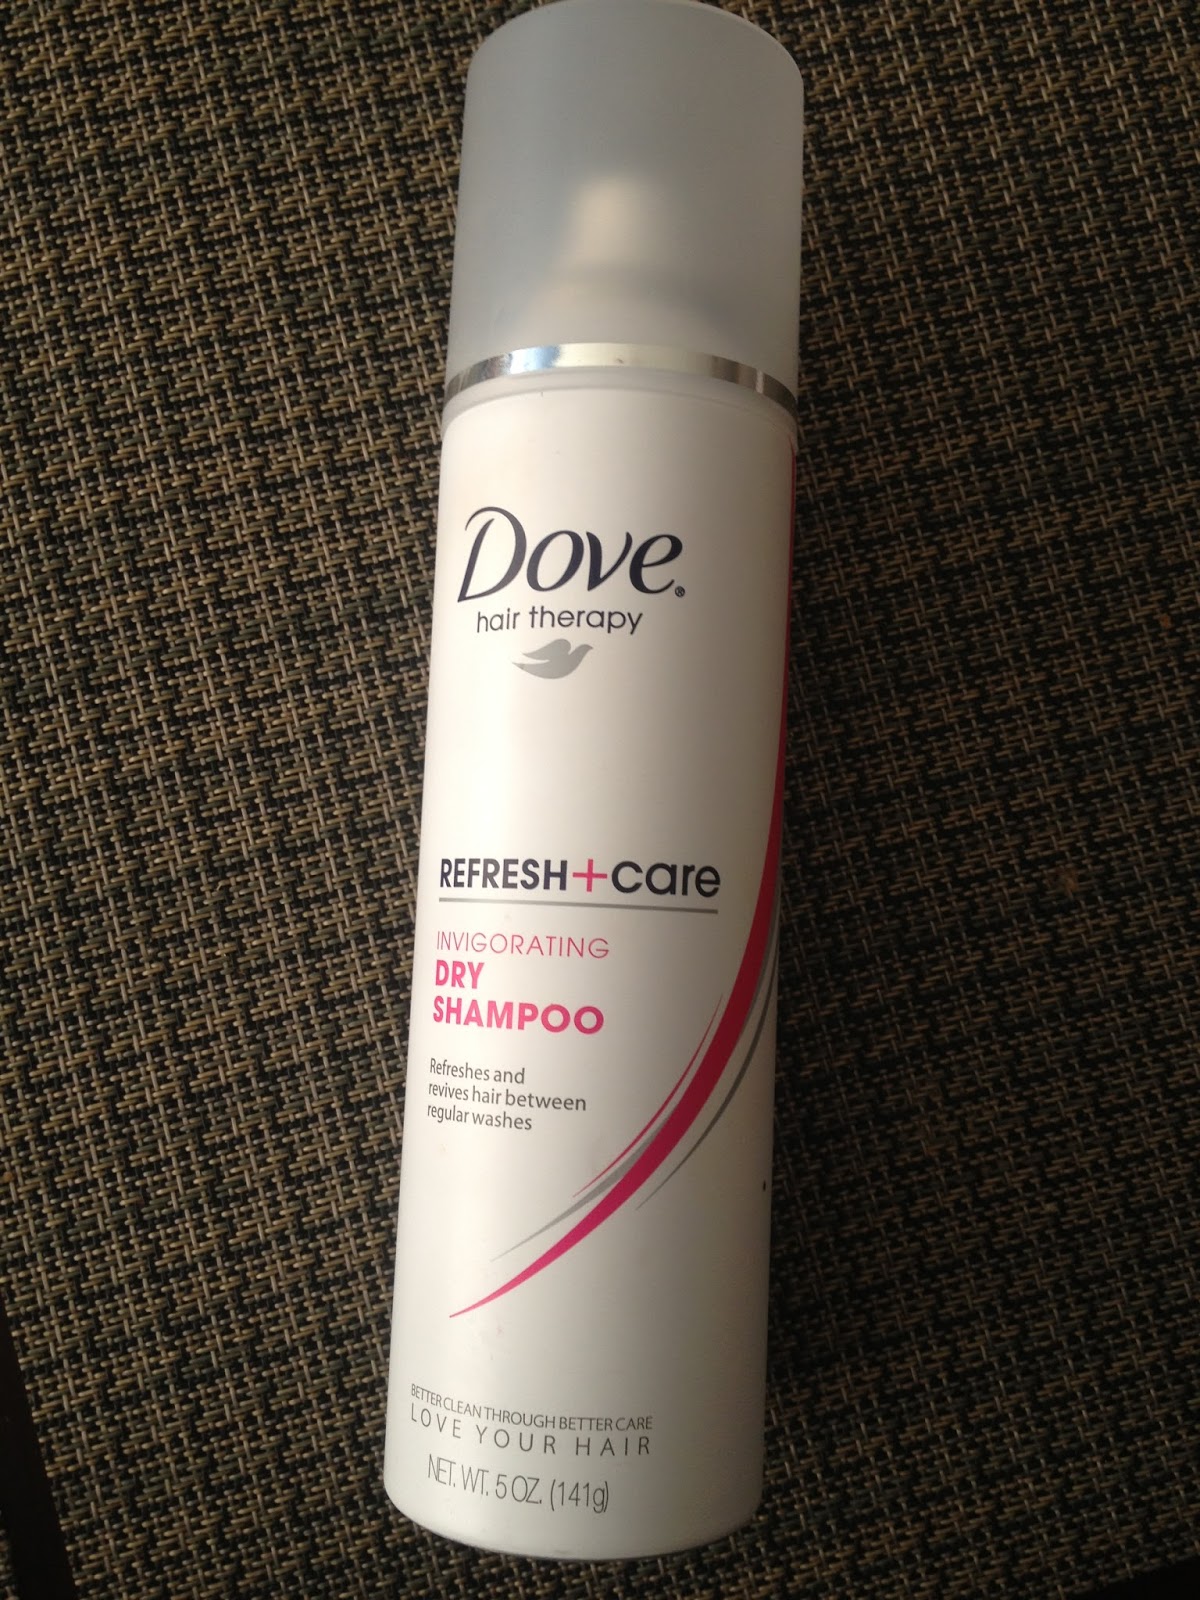 Dove®
hair therapy
REFRESH+care
INVIGORATING
DRY
SHAMPOO
Refreshes and
revives hair between
regular washes
BETTER CLEAN THROUGH BETTER CARE
LOVE YOUR HAIR
NET. WT. 5 OZ. (141g)